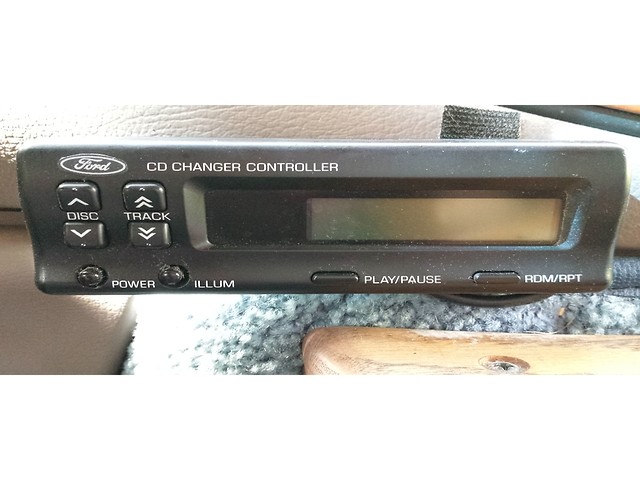 Ford
CD CHANGER CONTROLLER
DISC
TRACK
POWER
ILLUM
PLAY/PAUSE
RDM/RPT